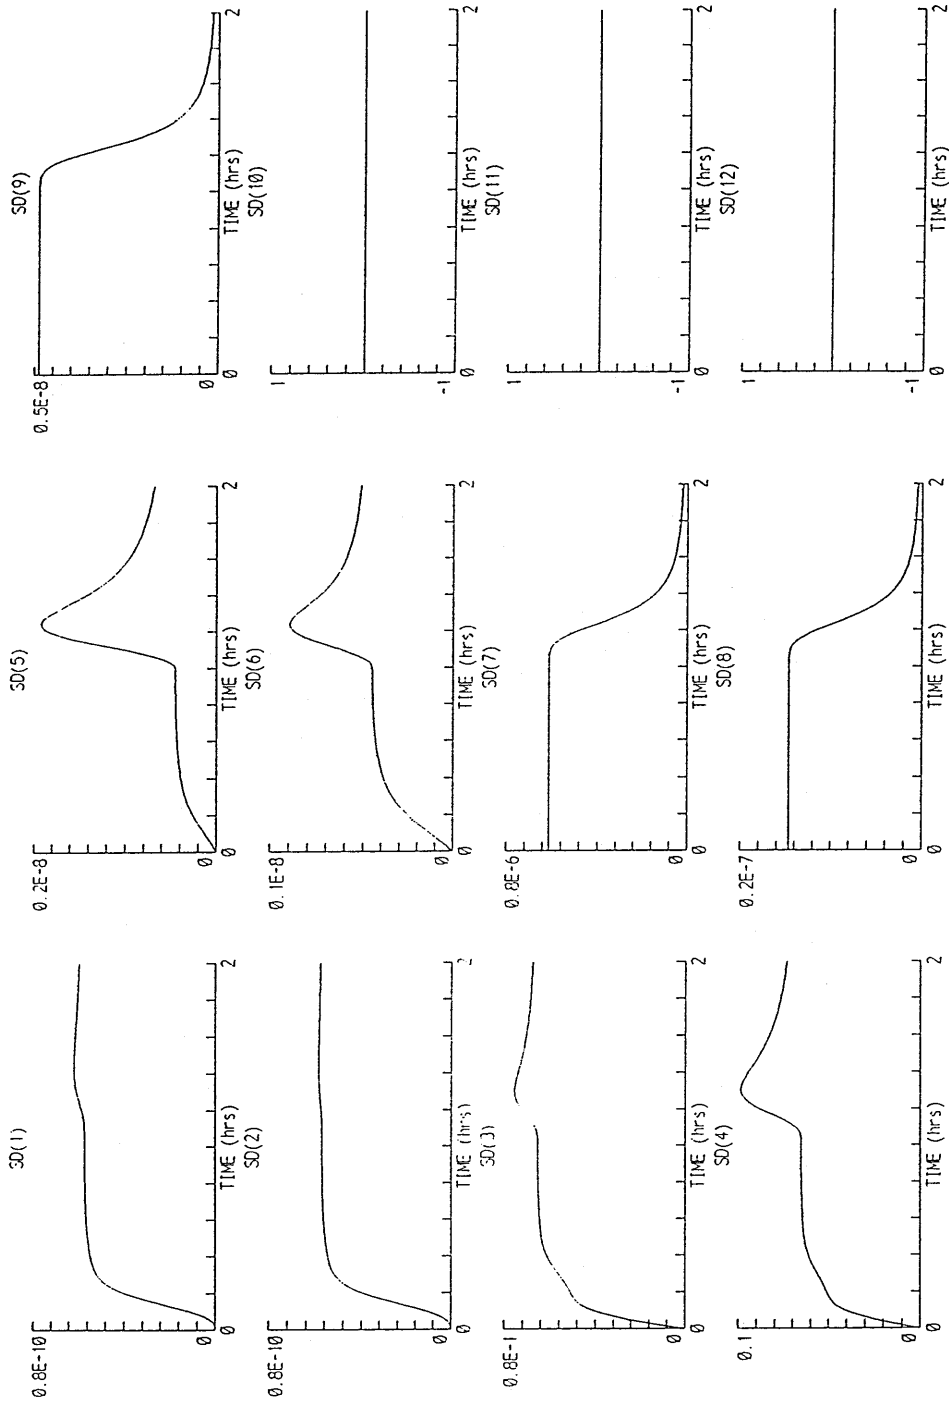 SD(1)
0.8E-10
0
0
2
TIME (hrs)
SD(2)
0.8E-10
0
0
2
TIME (hrs)
SD(3)
0.8E-1
0
0
2
TIME (hrs)
SD(4)
0.1
0
0
2
TIME (hrs)
SD(5)
0.2E-8
0
0
2
TIME (hrs)
SD(6)
0.1E-8
0
0
2
TIME (hrs)
SD(7)
0.8E-6
0
0
2
TIME (hrs)
SD(8)
0.2E-7
0
0
2
TIME (hrs)
SD(9)
0.5E-8
0
0
2
TIME (hrs)
SD(10)
1
-1
0
2
TIME (hrs)
SD(11)
1
-1
0
2
TIME (hrs)
SD(12)
1
-1
0
2
TIME (hrs)